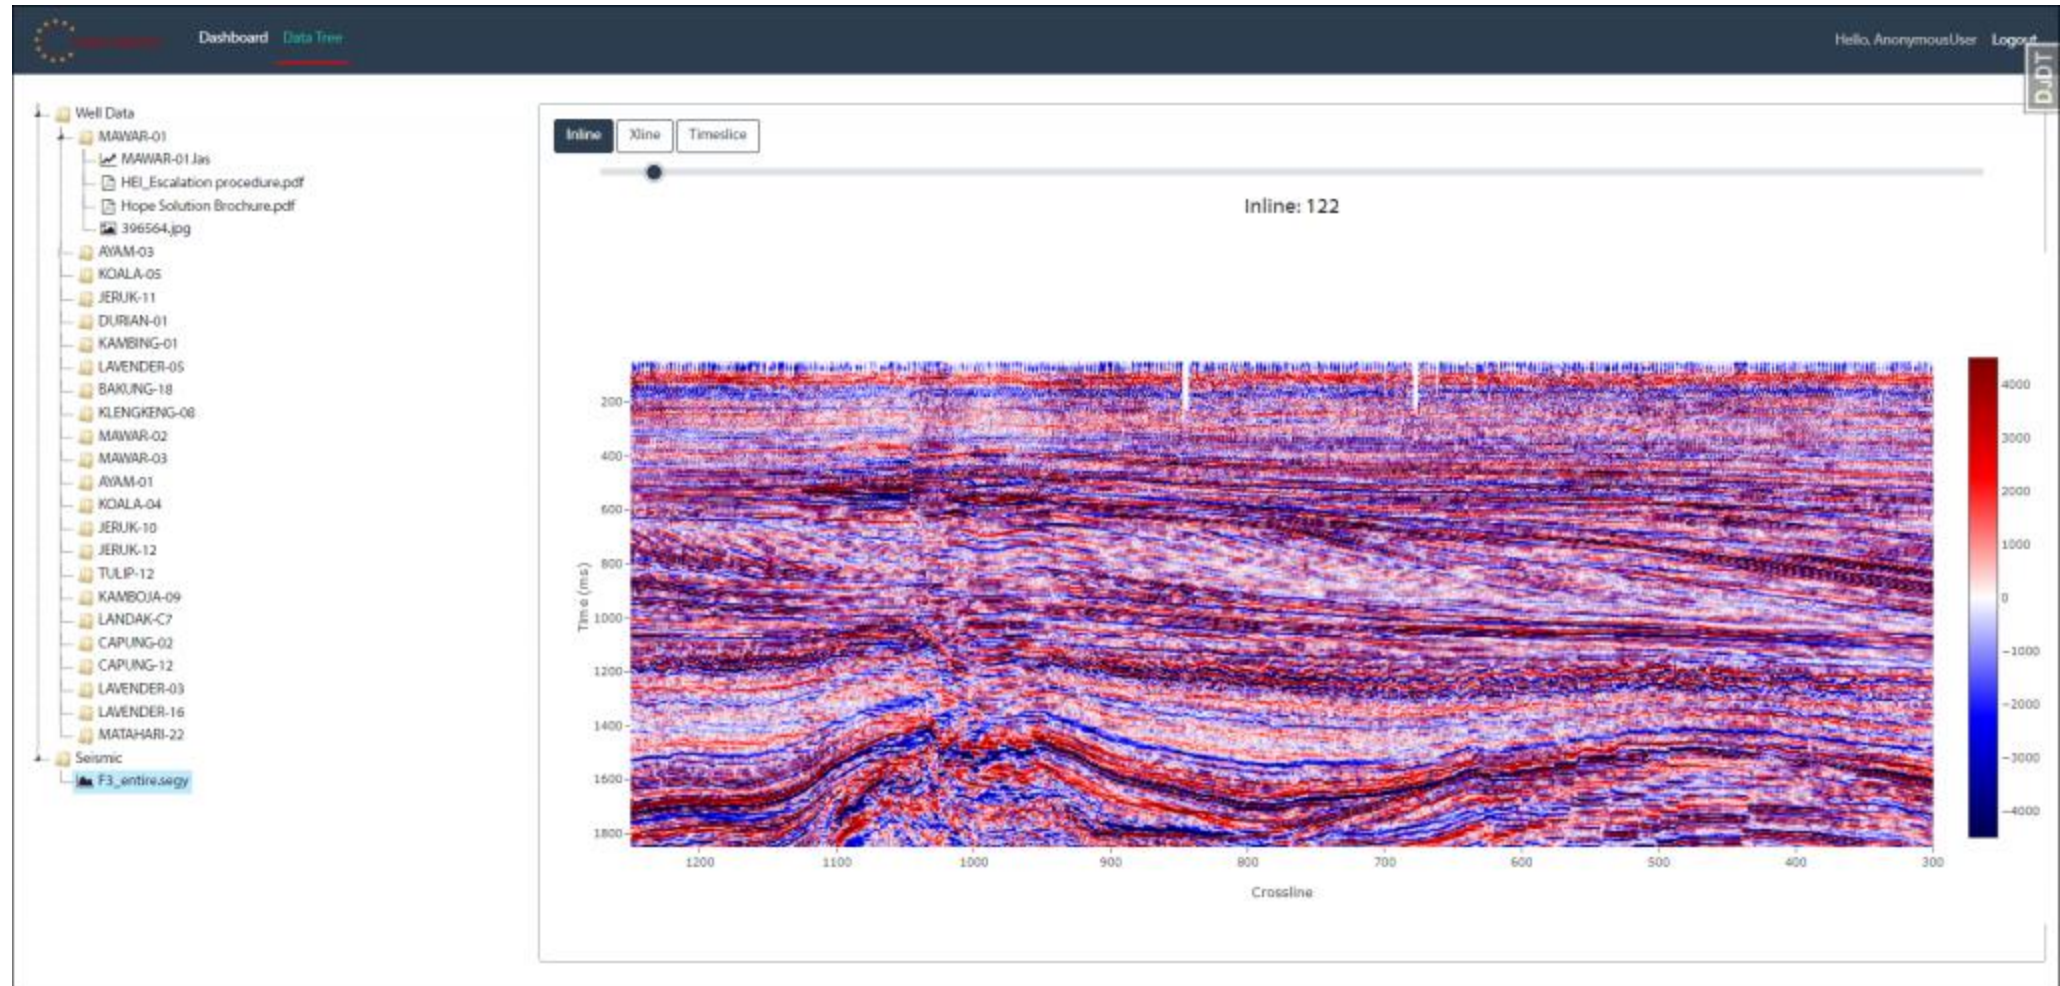 Dashboard Data Tree
Hello, AnonymousUser Logout
DJDT
Well Data
MAWAR-01
MAWAR-01.las
HEI_Escalation procedure.pdf
Hope Solution Brochure.pdf
396564.jpg
AYAM-03
KOALA-05
JERUK-11
DURIAN-01
KAMBING-01
LAVENDER-05
BAKUNG-18
KLENGKENG-08
MAWAR-02
MAWAR-03
AYAM-01
KOALA-04
JERUK-10
JERUK-12
TULIP-12
KAMBOJA-09
LANDAK-C7
CAPUNG-02
CAPUNG-12
LAVENDER-03
LAVENDER-16
MATAHARI-22
Seismic
F3_entire.segy
Inline Xline Timeslice
Inline: 122
Time (ms)
200
400
600
800
1000
1200
1400
1600
1800
1200 1100 1000 900 800 700 600 500 400 300
Crossline
4000
3000
2000
1000
0
−1000
−2000
−3000
−4000